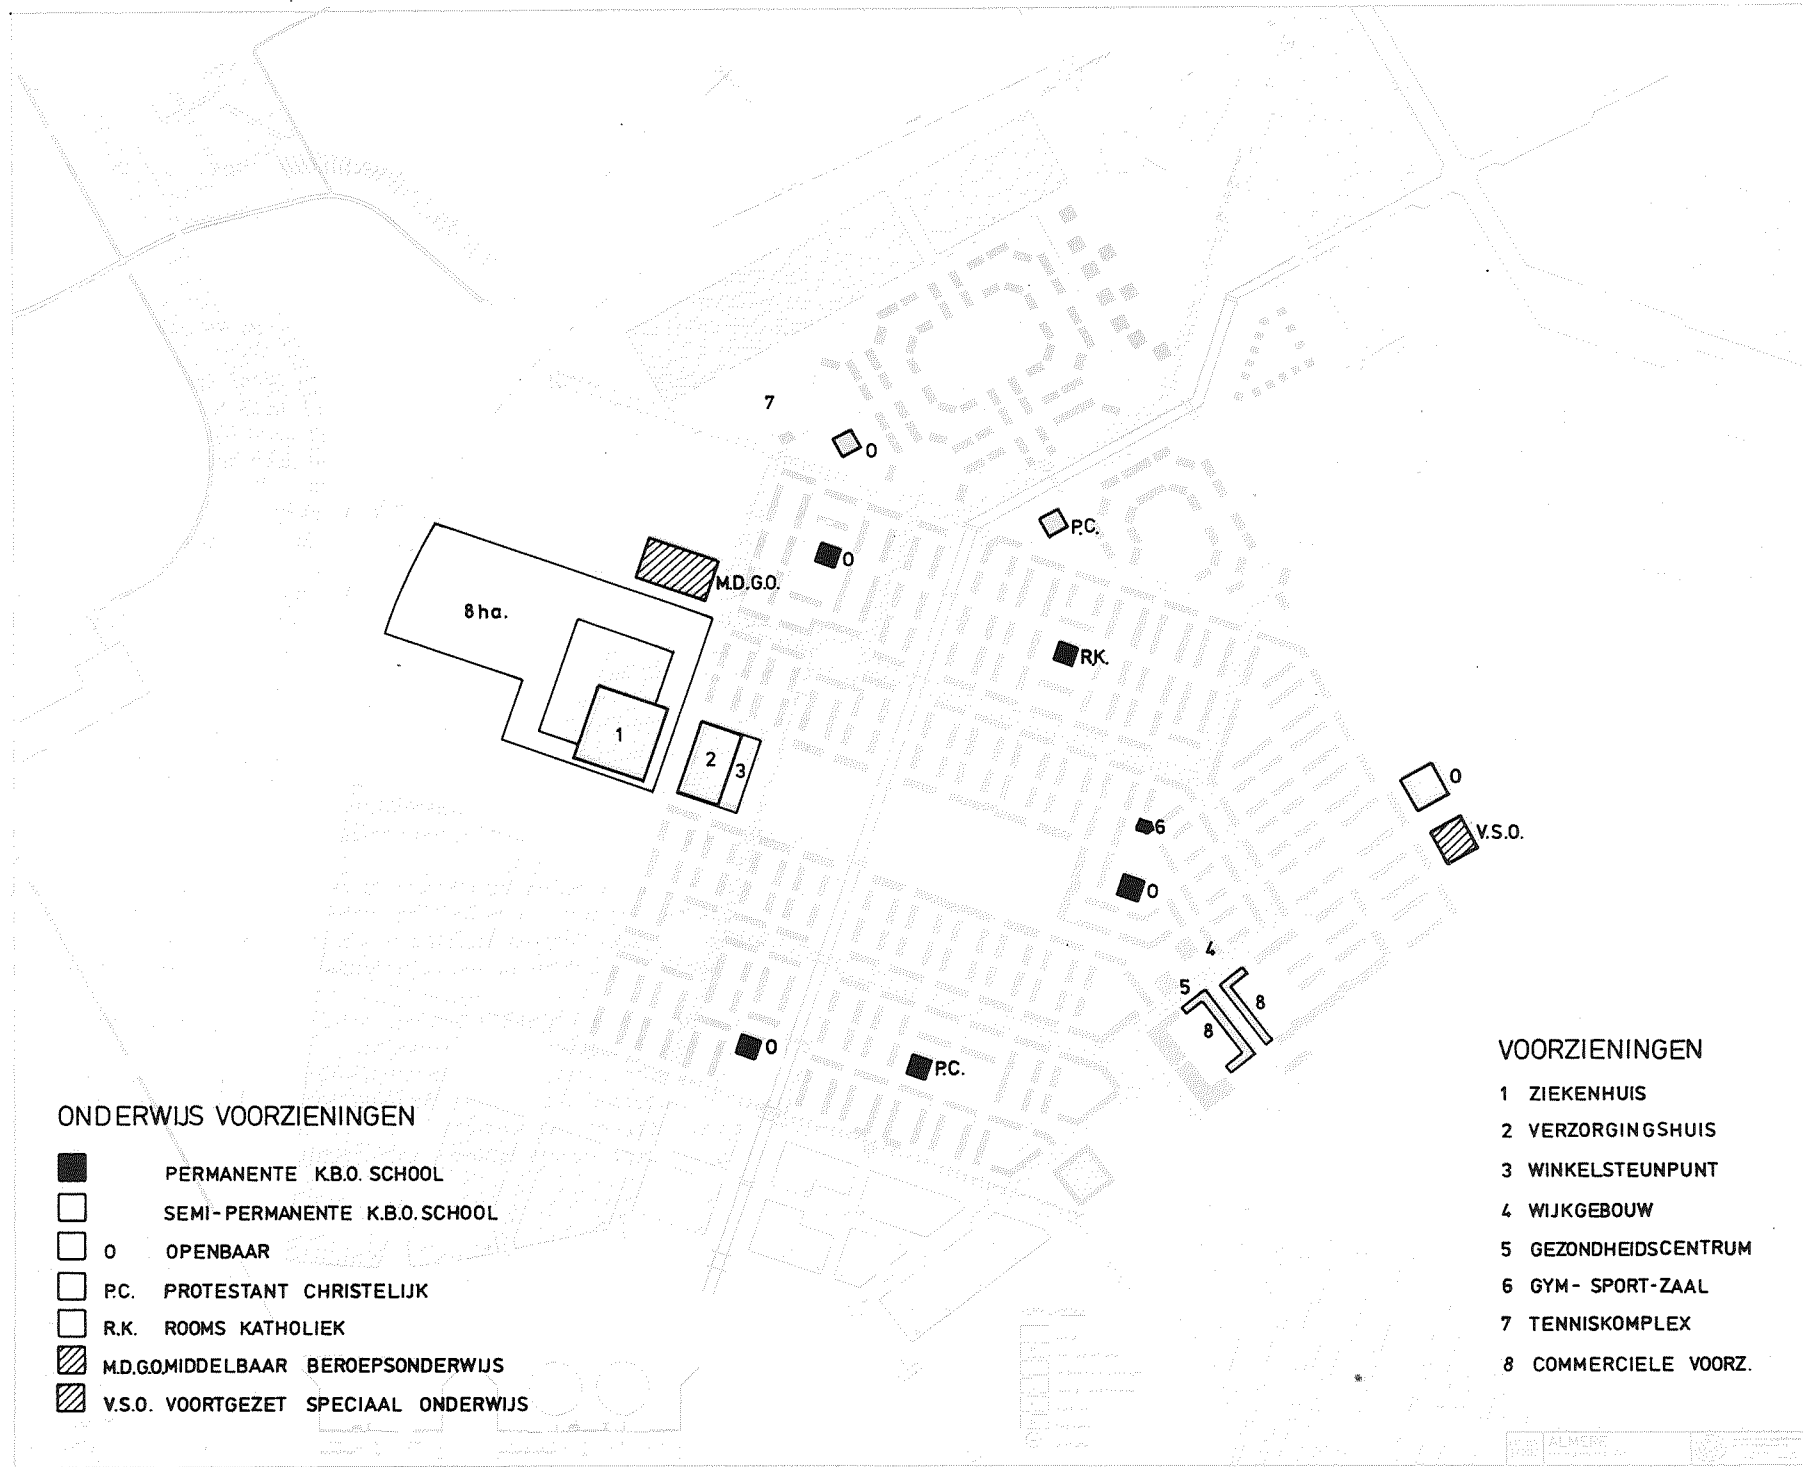 7
O
P.C.
O
M.D.G.O.
8 ha.
R.K.
1
2
3
O
V.S.O.
6
O
4
5
8
8
O
P.C.
VOORZIENINGEN
1 ZIEKENHUIS
2 VERZORGINGSHUIS
3 WINKELSTEUNPUNT
4 WIJKGEBOUW
5 GEZONDHEIDSCENTRUM
6 GYM- SPORT-ZAAL
7 TENNISKOMPLEX
8 COMMERCIELE VOORZ.
ONDERWIJS VOORZIENINGEN
PERMANENTE K.B.O. SCHOOL
SEMI-PERMANENTE K.B.O. SCHOOL
O OPENBAAR
P.C. PROTESTANT CHRISTELIJK
R.K. ROOMS KATHOLIEK
M.D.G.O. MIDDELBAAR BEROEPSONDERWIJS
V.S.O. VOORTGEZET SPECIAAL ONDERWIJS
ALMERE